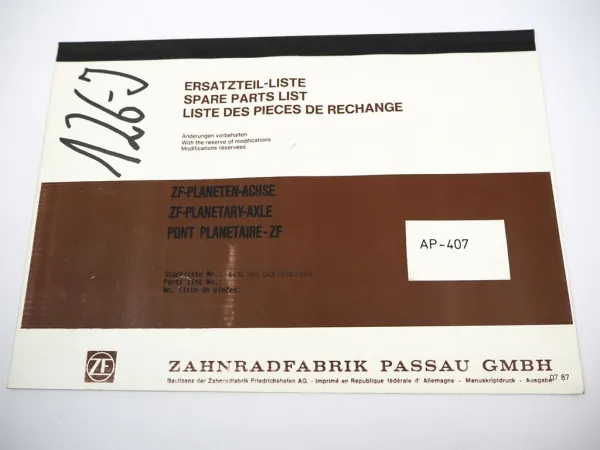 126-J
ERSATZTEIL-LISTE
SPARE PARTS LIST
LISTE DES PIECES DE RECHANGE
Änderungen vorbehalten
With the reserve of modifications
Modifications reservees
ZF-PLANETEN-ACHSE
ZF-PLANETARY-AXLE
PONT PLANETAIRE-ZF
AP-407
Stückliste Nr.:
Parts list No.
No. liste de pièces:
ZF
ZAHNRADFABRIK PASSAU GMBH
Baulizenz der Zahnradfabrik Friedrichshafen AG. - Imprimé en Republique fédérale d' Allemagne - Manuskriptdruck - Ausgabe 07 87